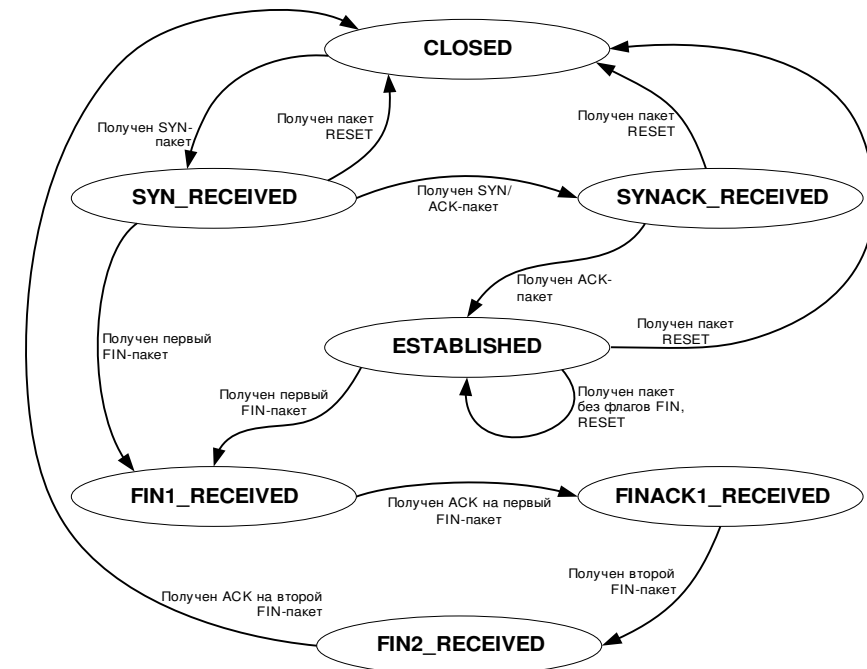 CLOSED
Получен SYN-
пакет
Получен пакет
RESET
Получен пакет
RESET
SYN_RECEIVED
Получен SYN/
ACK-пакет
SYNACK_RECEIVED
Получен ACK-
пакет
Получен первый
FIN-пакет
ESTABLISHED
Получен пакет
RESET
Получен первый
FIN-пакет
Получен пакет
без флагов FIN,
RESET
FIN1_RECEIVED
Получен ACK на первый
FIN-пакет
FINACK1_RECEIVED
Получен ACK на второй
FIN-пакет
Получен второй
FIN-пакет
FIN2_RECEIVED